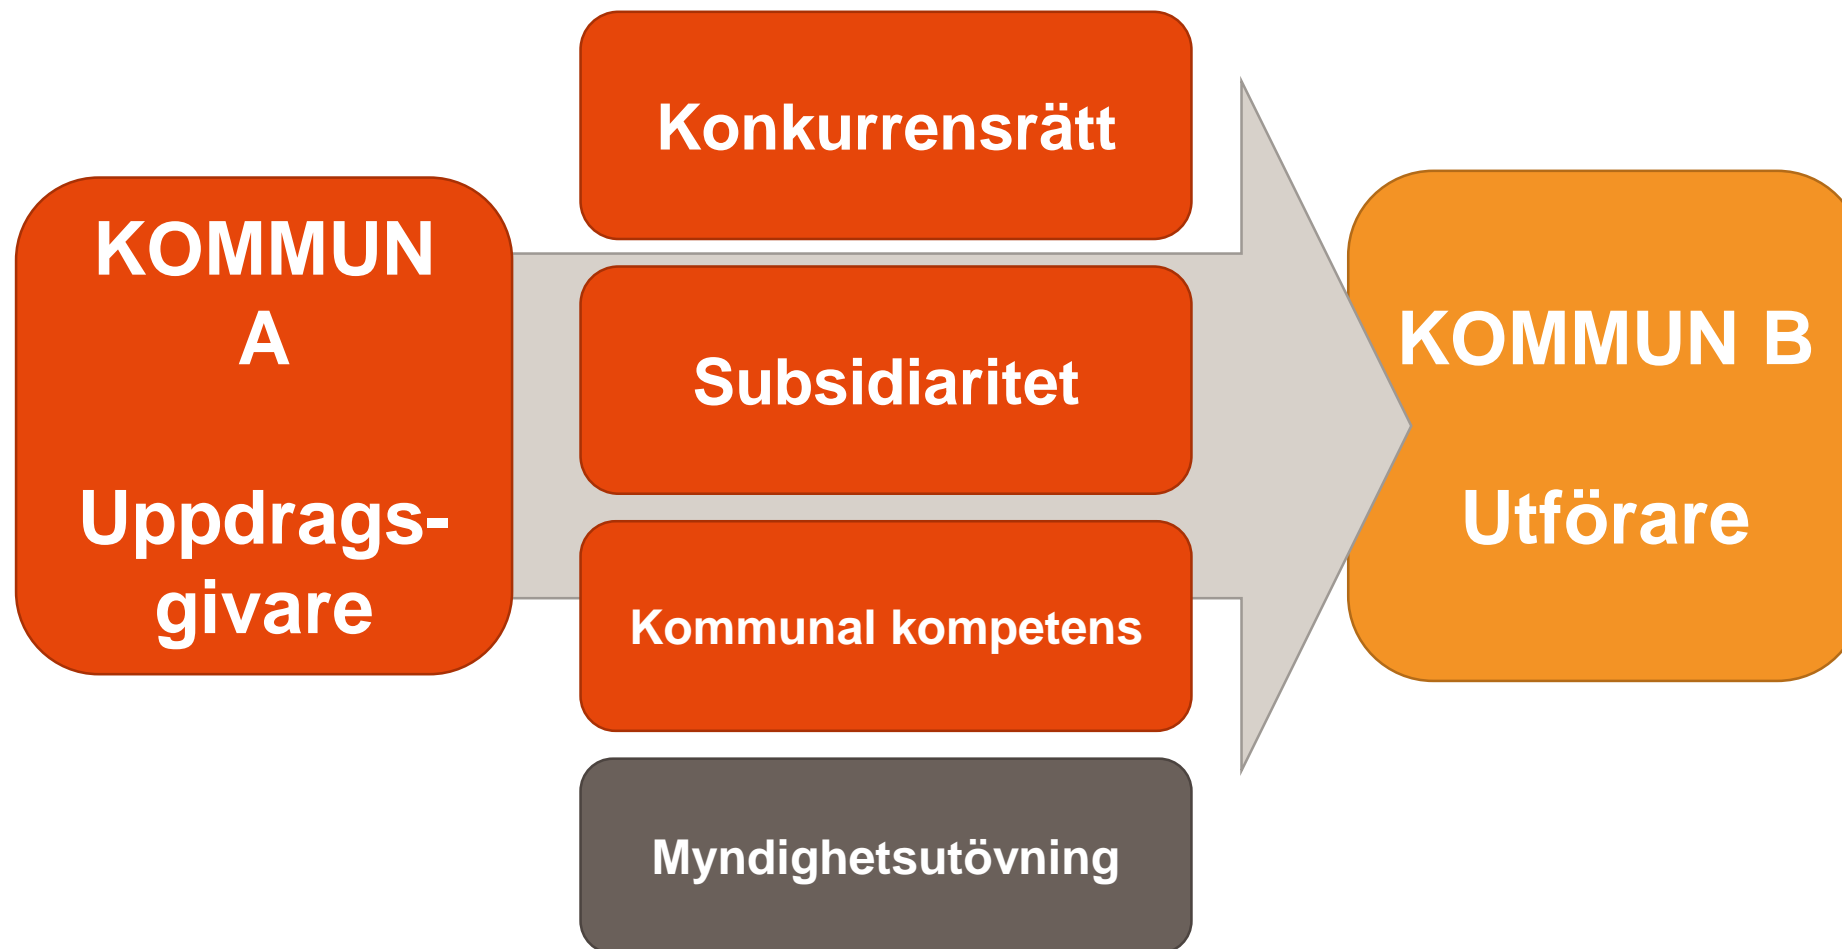 KOMMUN
A
Uppdrags-
givare
Konkurrensrätt
Subsidiaritet
Kommunal kompetens
Myndighetsutövning
KOMMUN B
Utförare